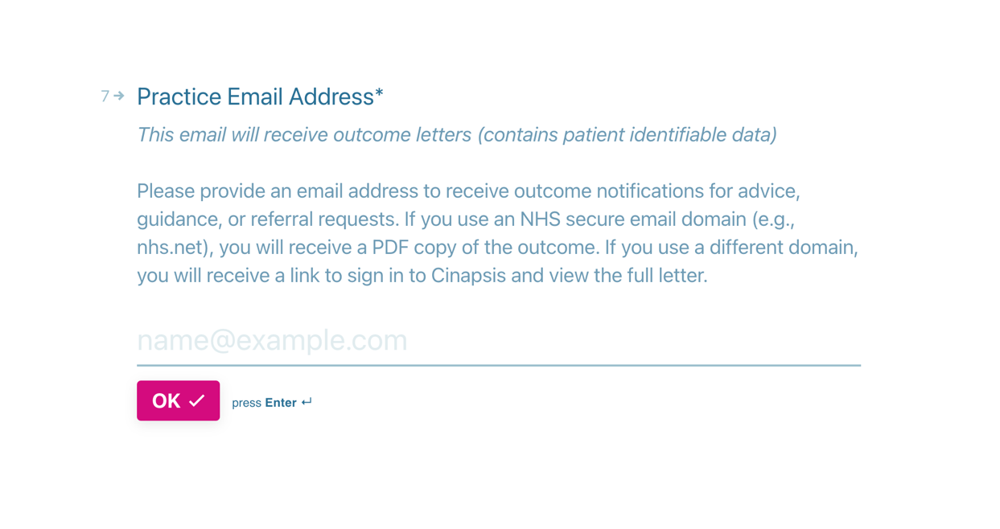 7→ Practice Email Address*
This email will receive outcome letters (contains patient identifiable data)
Please provide an email address to receive outcome notifications for advice,
guidance, or referral requests. If you use an NHS secure email domain (e.g.,
nhs.net), you will receive a PDF copy of the outcome. If you use a different domain,
you will receive a link to sign in to Cinapsis and view the full letter.
name@example.com
OK ✓ press Enter ↵